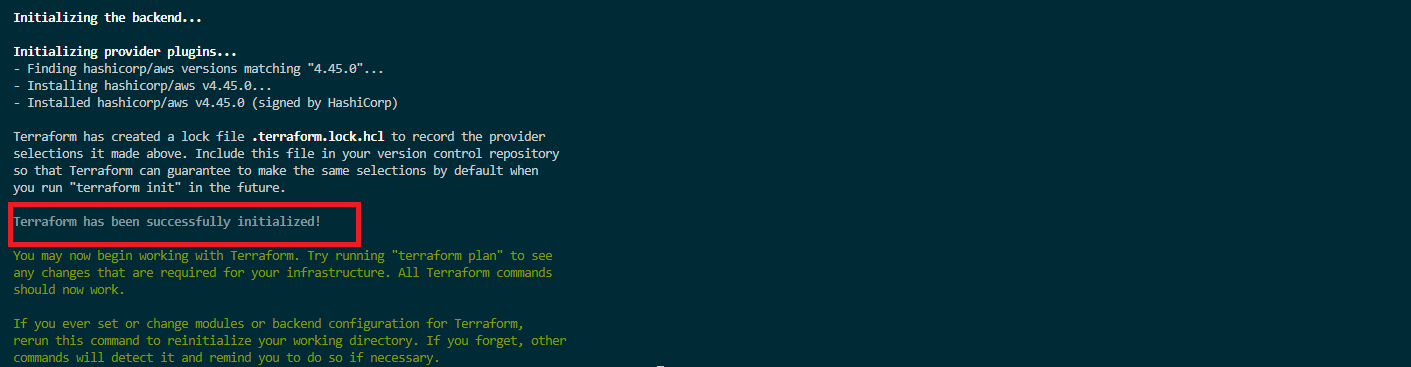 Initializing the backend...
Initializing provider plugins...
- Finding hashicorp/aws versions matching "4.45.0"...
- Installing hashicorp/aws v4.45.0...
- Installed hashicorp/aws v4.45.0 (signed by HashiCorp)
Terraform has created a lock file .terraform.lock.hcl to record the provider
selections it made above. Include this file in your version control repository
so that Terraform can guarantee to make the same selections by default when
you run "terraform init" in the future.
Terraform has been successfully initialized!
You may now begin working with Terraform. Try running "terraform plan" to see
any changes that are required for your infrastructure. All Terraform commands
should now work.
If you ever set or change modules or backend configuration for Terraform,
rerun this command to reinitialize your working directory. If you forget, other
commands will detect it and remind you to do so if necessary.